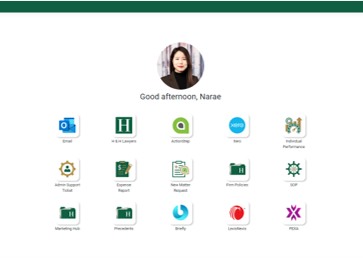 Good afternoon, Narae
H
xero
Email
H & H Lawyers
ActionStep
Xero
Individual
Performance
Admin Support
Ticket
Expense
Report
New Matter
Request
Firm Policies
SOP
Marketing Hub
Precedents
Briefly
LexisNexis
PEXA